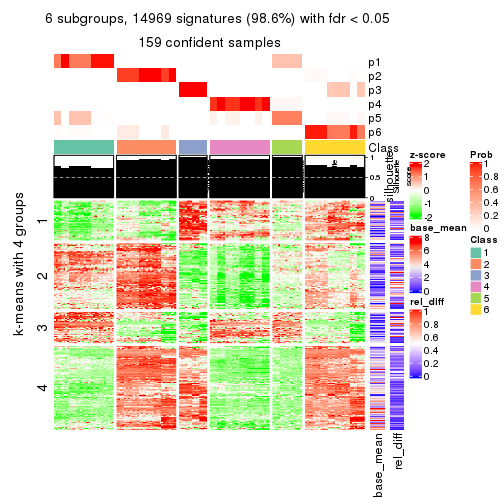 6 subgroups, 14969 signatures (98.6%) with fdr < 0.05
159 confident samples
p1
p2
p3
p4
p5
p6
Class
1
0.5
0
silhouette
Silhouette
score
k-means with 4 groups
1
2
3
4
base_mean
rel_diff
z-score
2
1
0
-1
-2
base_mean
8
6
4
2
0
rel_diff
1
0.8
0.6
0.4
0.2
0
Prob
1
0.8
0.6
0.4
0.2
0
Class
1
2
3
4
5
6